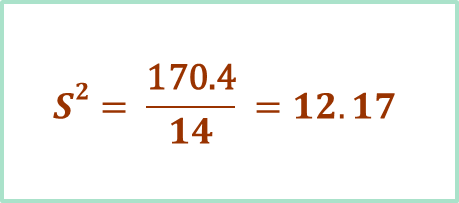 S² = 170.4/14 = 12.17